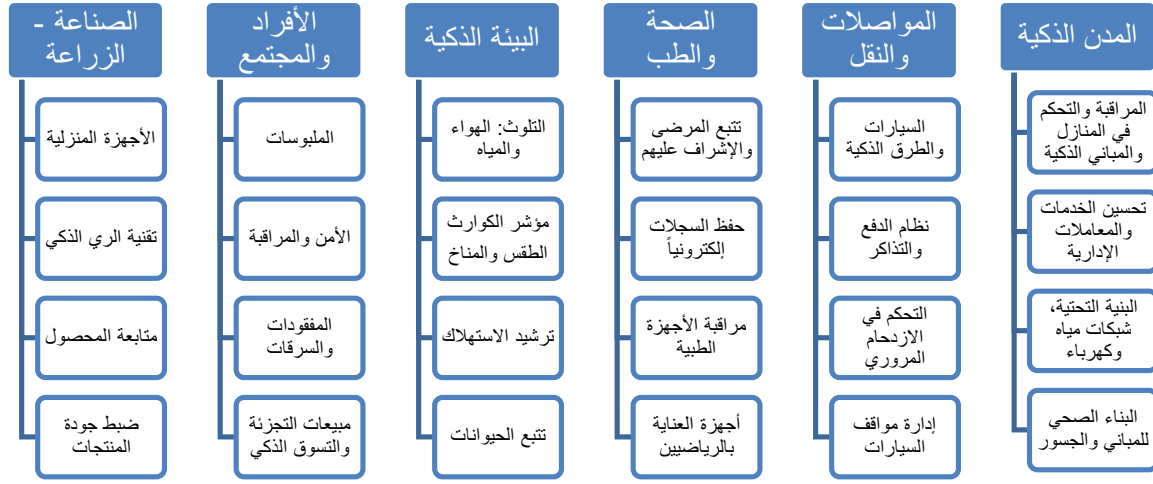 المدن الذكية
المراقبة والتحكم
في المنازل
والمباني الذكية
تحسين الخدمات
والمعاملات
الإدارية
البنية التحتية،
شبكات مياه
وكهرباء
البناء الصحي
للمباني والجسور
المواصلات
والنقل
السيارات
والطرق الذكية
نظام الدفع
والتذاكر
التحكم في
الازدحام
المروري
إدارة مواقف
السيارات
الصحة
والطب
تتبع المرضى
والإشراف عليهم
حفظ السجلات
إلكترونياً
مراقبة الأجهزة
الطبية
أجهزة العناية
بالرياضيين
البيئة الذكية
التلوث: الهواء
والمياه
مؤشر الكوارث
الطقس والمناخ
ترشيد الاستهلاك
تتبع الحيوانات
الأفراد
والمجتمع
الملبوسات
الأمن والمراقبة
المفقودات
والسرقات
مبيعات التجزئة
والتسوق الذكي
الصناعة -
الزراعة
الأجهزة المنزلية
تقنية الري الذكي
متابعة المحصول
ضبط جودة
المنتجات